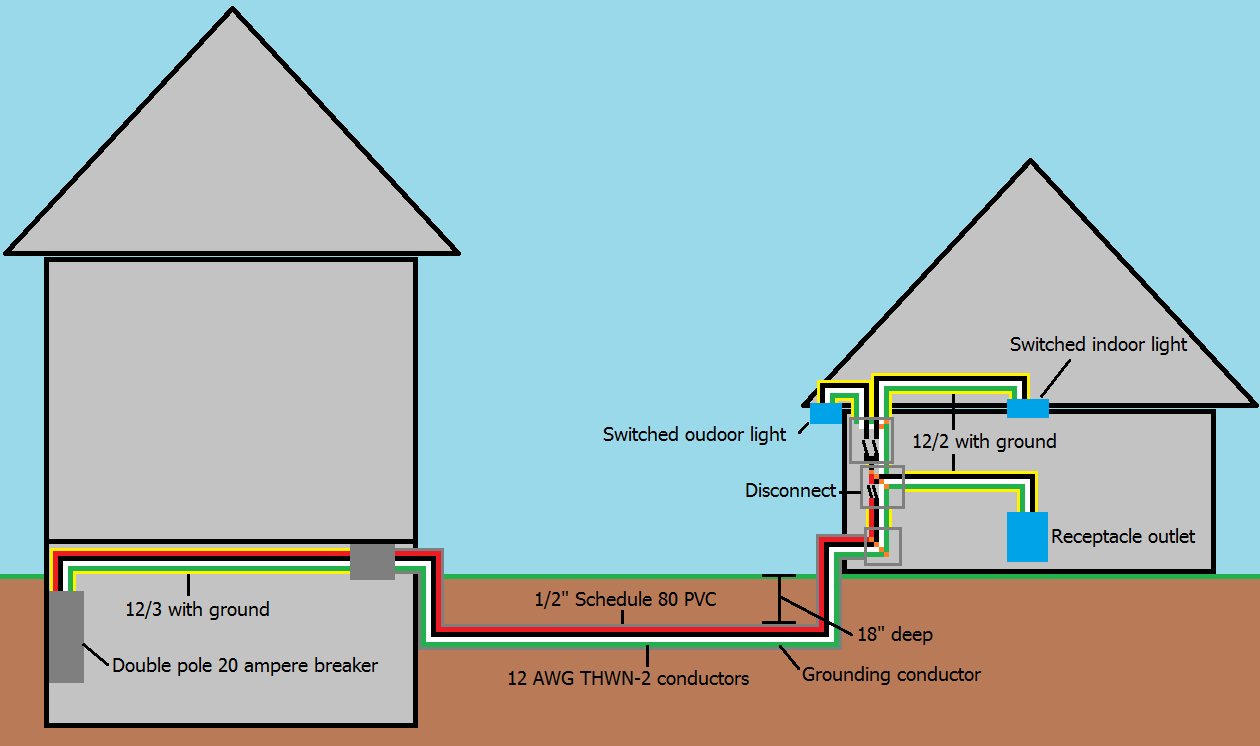 Switched indoor light
Switched oudoor light
12/2 with ground
Disconnect
Receptacle outlet
1/2" Schedule 80 PVC
12/3 with ground
18" deep
Double pole 20 ampere breaker
12 AWG THWN-2 conductors
Grounding conductor